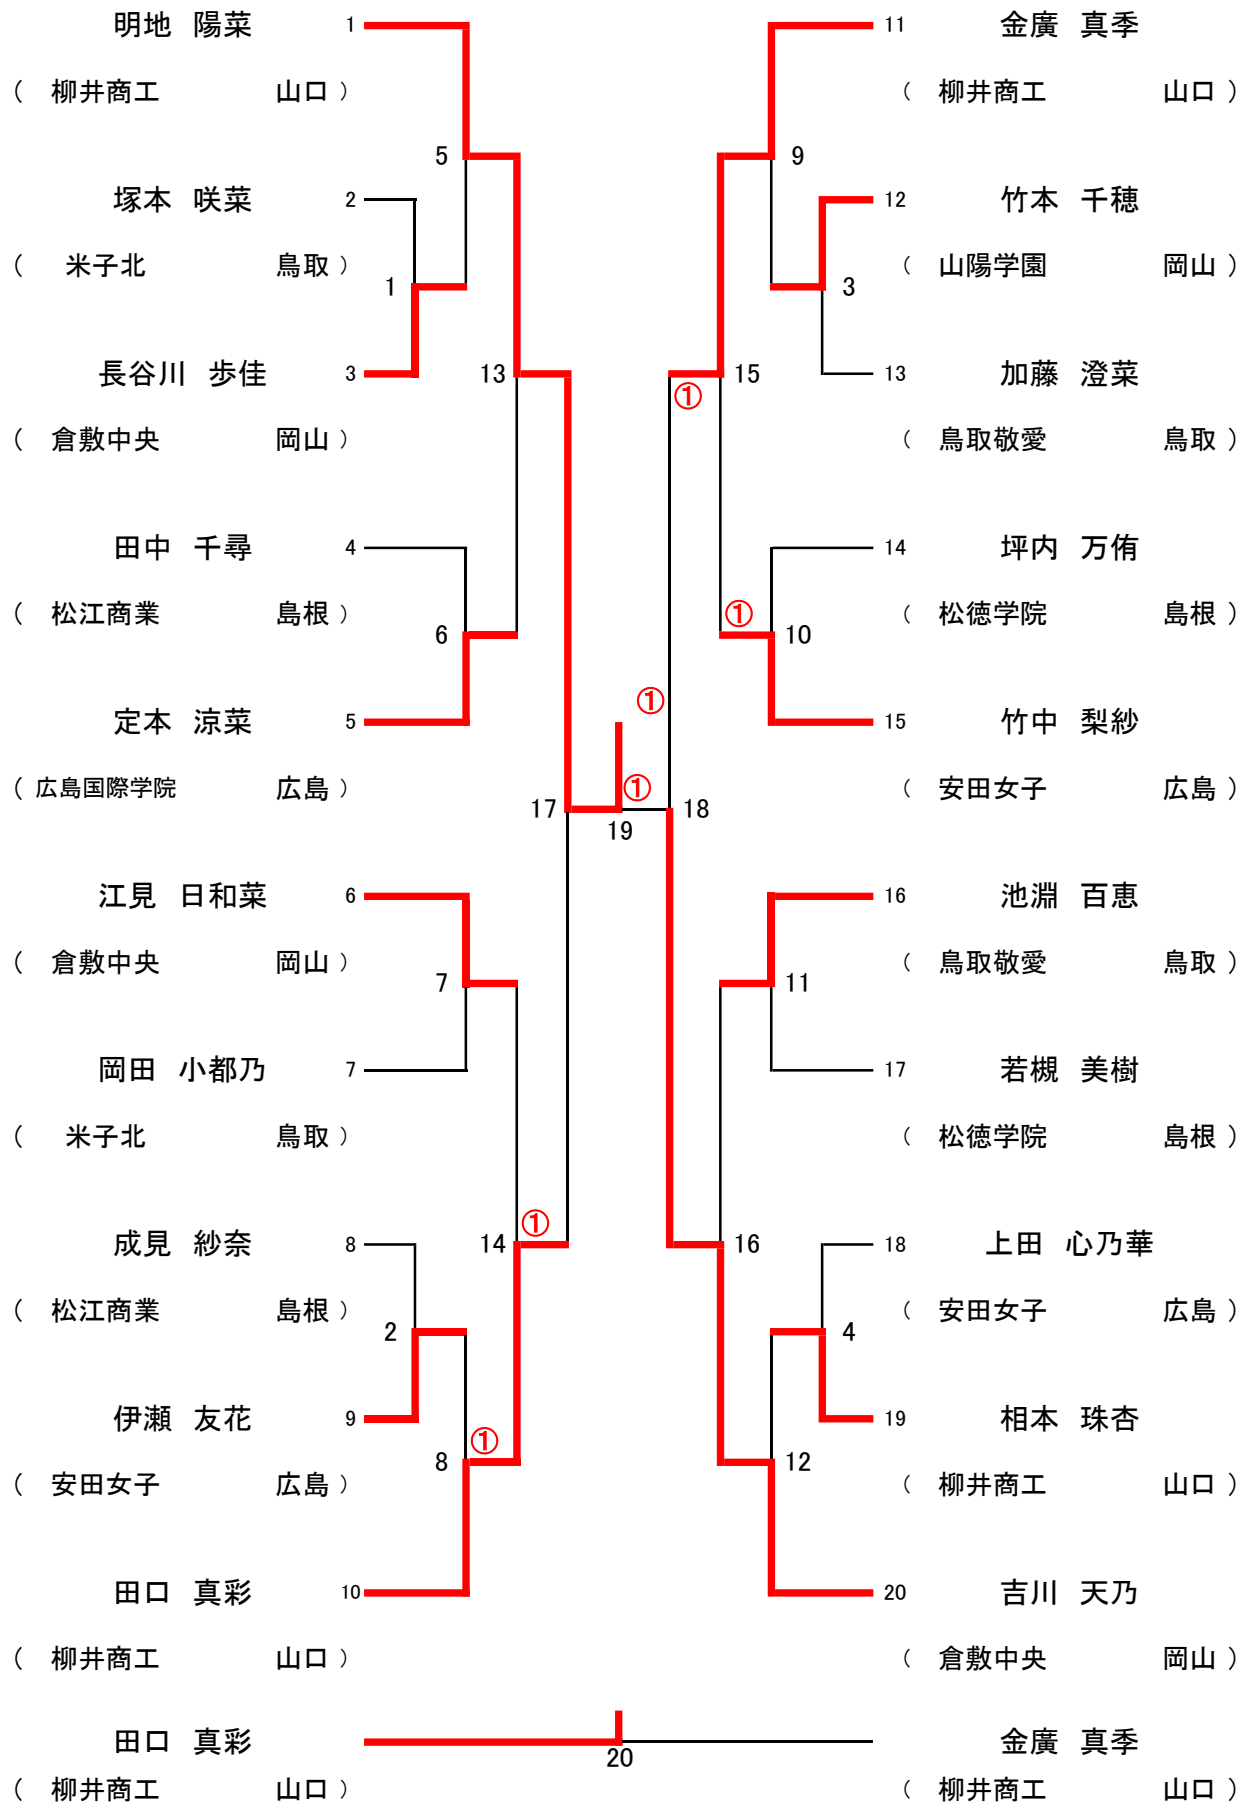 明地 陽菜 1
( 柳井商工 山口 )
塚本 咲菜 2
( 米子北 鳥取 )
長谷川 歩佳 3
( 倉敷中央 岡山 )
田中 千尋 4
( 松江商業 島根 )
定本 涼菜 5
( 広島国際学院 広島 )
江見 日和菜 6
( 倉敷中央 岡山 )
岡田 小都乃 7
( 米子北 鳥取 )
成見 紗奈 8
( 松江商業 島根 )
伊瀬 友花 9
( 安田女子 広島 )
田口 真彩 10
( 柳井商工 山口 )
5
1
13
6
17
7
14 ①
2
8 ①
①
①
19
9
3
15
①
①
10
18
11
16
4
12
11 金廣 真季
( 柳井商工 山口 )
12 竹本 千穂
( 山陽学園 岡山 )
13 加藤 澄菜
( 鳥取敬愛 鳥取 )
14 坪内 万侑
( 松徳学院 島根 )
15 竹中 梨紗
( 安田女子 広島 )
16 池淵 百恵
( 鳥取敬愛 鳥取 )
17 若槻 美樹
( 松徳学院 島根 )
18 上田 心乃華
( 安田女子 広島 )
19 相本 珠杏
( 柳井商工 山口 )
20 吉川 天乃
( 倉敷中央 岡山 )
田口 真彩
( 柳井商工 山口 )
20
金廣 真季
( 柳井商工 山口 )